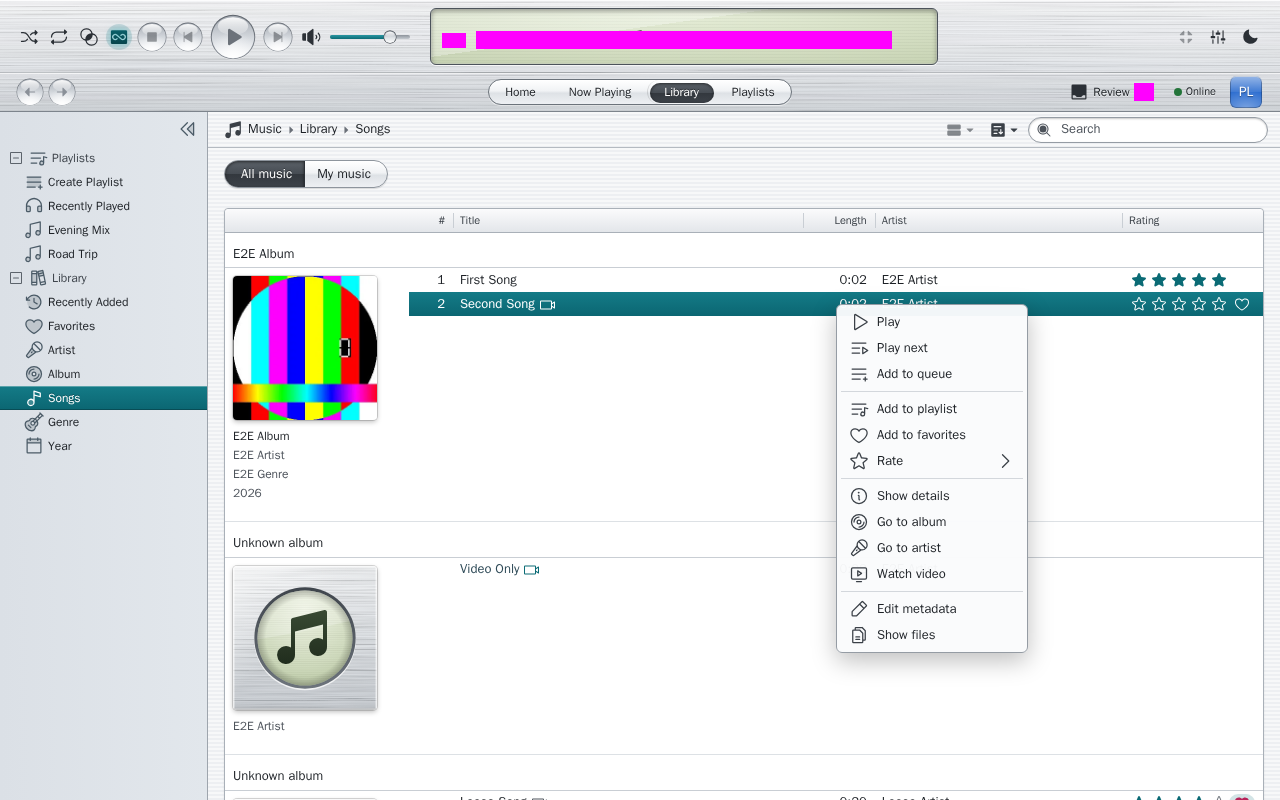 Home
Now Playing
Library
Playlists
Review
Online
PL
Music
Library
Songs
Search
Playlists
Create Playlist
Recently Played
Evening Mix
Road Trip
Library
Recently Added
Favorites
Artist
Album
Songs
Genre
Year
All music
My music
# Title Length Artist Rating
E2E Album
1 First Song 0:02 E2E Artist
2 Second Song 0:02 E2E Artist
E2E Album
E2E Artist
E2E Genre
2026
Play
Play next
Add to queue
Add to playlist
Add to favorites
Rate
Show details
Go to album
Go to artist
Watch video
Edit metadata
Show files
Unknown album
Video Only
E2E Artist
Unknown album